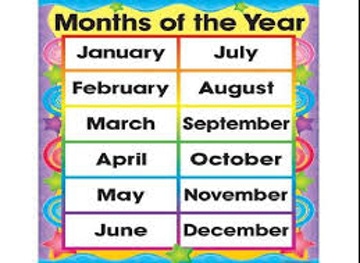 Months of the Year
January July
February August
March September
April October
May November
June December